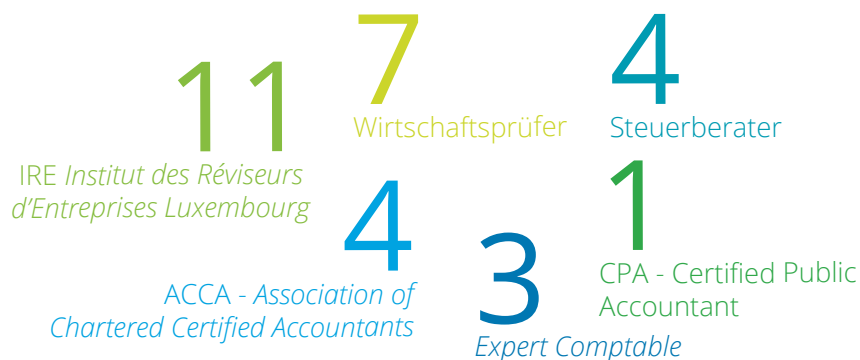 11
IRE Institut des Réviseurs
d'Entreprises Luxembourg
7
Wirtschaftsprüfer
4
Steuerberater
4
ACCA - Association of
Chartered Certified Accountants
3
Expert Comptable
1
CPA - Certified Public
Accountant